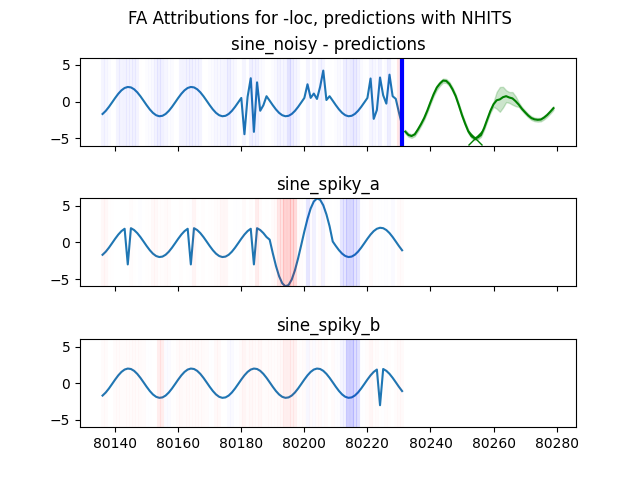 FA Attributions for -loc, predictions with NHITS
sine_noisy - predictions
5
0
−5
sine_spiky_a
5
0
−5
sine_spiky_b
5
0
−5
80140 80160 80180 80200 80220 80240 80260 80280